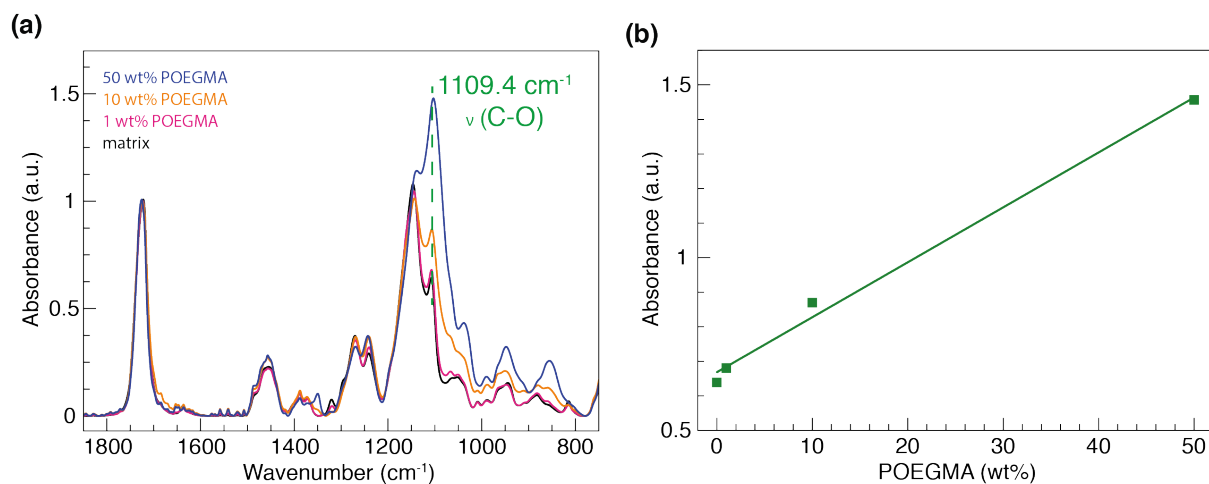 (a)
50 wt% POEGMA
10 wt% POEGMA
1 wt% POEGMA
matrix
1109.4 cm⁻¹
ν (C-O)
1.5
1
0.5
0
Absorbance (a.u.)
1800
1600
1400
1200
1000
800
Wavenumber (cm⁻¹)
(b)
1.5
1
0.5
Absorbance (a.u.)
0
10
20
30
40
50
POEGMA (wt%)